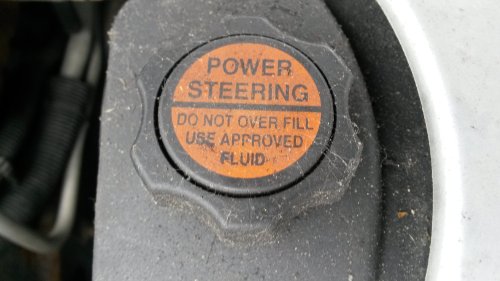 POWER
STEERING
DO NOT OVER FILL
USE APPROVED
FLUID